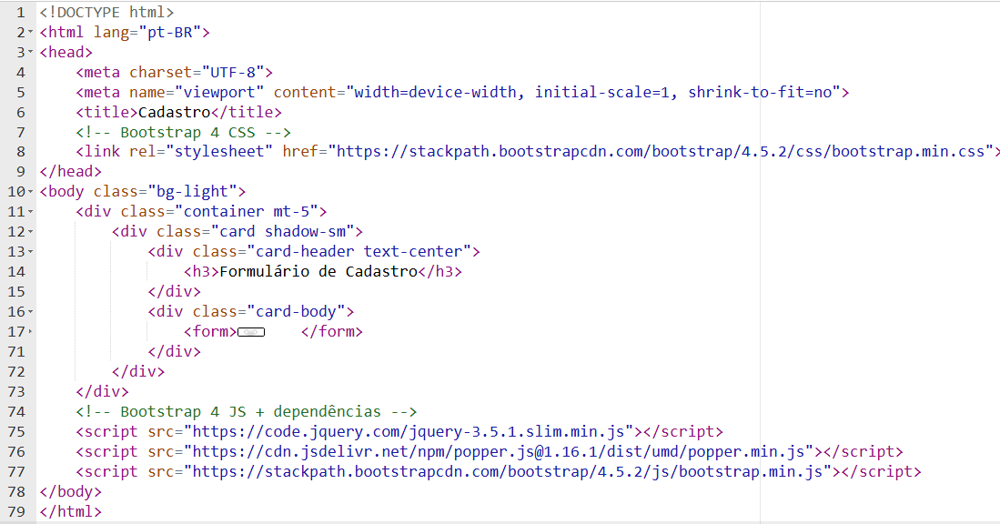 1 <!DOCTYPE html>
2 <html lang="pt-BR">
3 <head>
4 <meta charset="UTF-8">
5 <meta name="viewport" content="width=device-width, initial-scale=1, shrink-to-fit=no">
6 <title>Cadastro</title>
7 <!-- Bootstrap 4 CSS -->
8 <link rel="stylesheet" href="https://stackpath.bootstrapcdn.com/bootstrap/4.5.2/css/bootstrap.min.css">
9 </head>
10 <body class="bg-light">
11 <div class="container mt-5">
12 <div class="card shadow-sm">
13 <div class="card-header text-center">
14 <h3>Formulário de Cadastro</h3>
15 </div>
16 <div class="card-body">
17 <form> </form>
71 </div>
72 </div>
73 </div>
74 <!-- Bootstrap 4 JS + dependências -->
75 <script src="https://code.jquery.com/jquery-3.5.1.slim.min.js"></script>
76 <script src="https://cdn.jsdelivr.net/npm/popper.js@1.16.1/dist/umd/popper.min.js"></script>
77 <script src="https://stackpath.bootstrapcdn.com/bootstrap/4.5.2/js/bootstrap.min.js"></script>
78 </body>
79 </html>